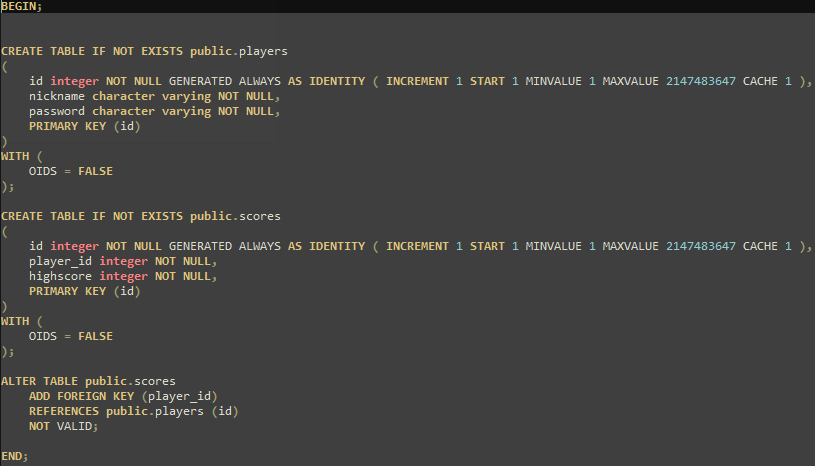 BEGIN;
CREATE TABLE IF NOT EXISTS public.players
(
    id integer NOT NULL GENERATED ALWAYS AS IDENTITY ( INCREMENT 1 START 1 MINVALUE 1 MAXVALUE 2147483647 CACHE 1 ),
    nickname character varying NOT NULL,
    password character varying NOT NULL,
    PRIMARY KEY (id)
)
WITH (
    OIDS = FALSE
);
CREATE TABLE IF NOT EXISTS public.scores
(
    id integer NOT NULL GENERATED ALWAYS AS IDENTITY ( INCREMENT 1 START 1 MINVALUE 1 MAXVALUE 2147483647 CACHE 1 ),
    player_id integer NOT NULL,
    highscore integer NOT NULL,
    PRIMARY KEY (id)
)
WITH (
    OIDS = FALSE
);
ALTER TABLE public.scores
    ADD FOREIGN KEY (player_id)
    REFERENCES public.players (id)
    NOT VALID;
END;